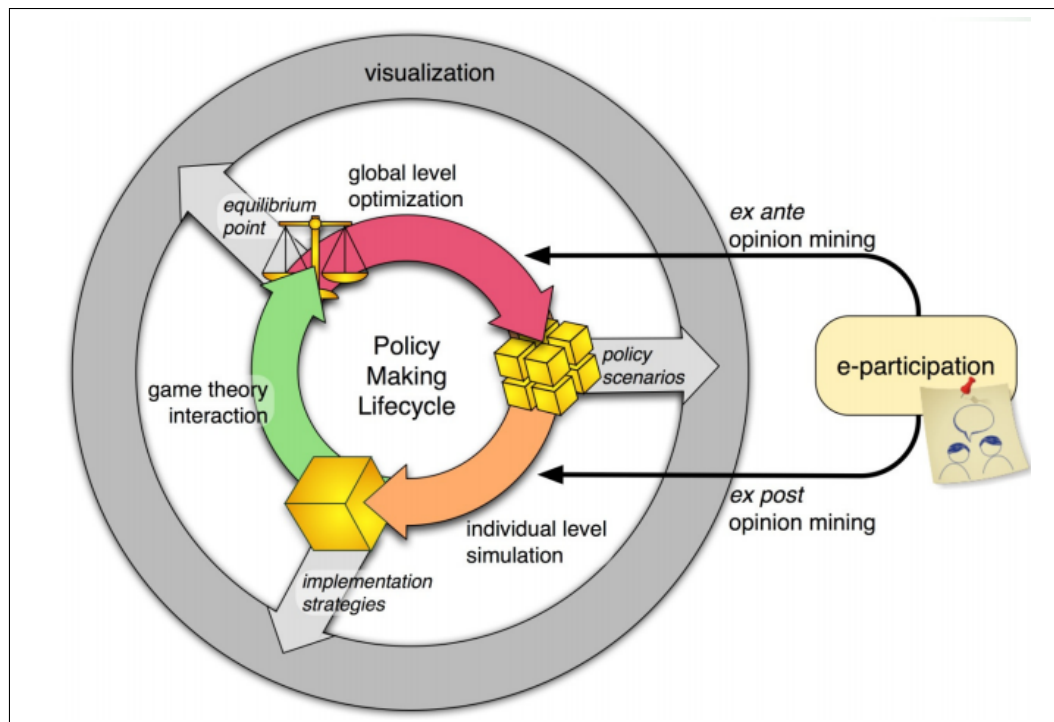 visualization
global level
optimization
equilibrium
point
ex ante
opinion mining
Policy
Making
Lifecycle
policy
scenarios
e-participation
game theory
interaction
ex post
opinion mining
individual level
simulation
implementation
strategies